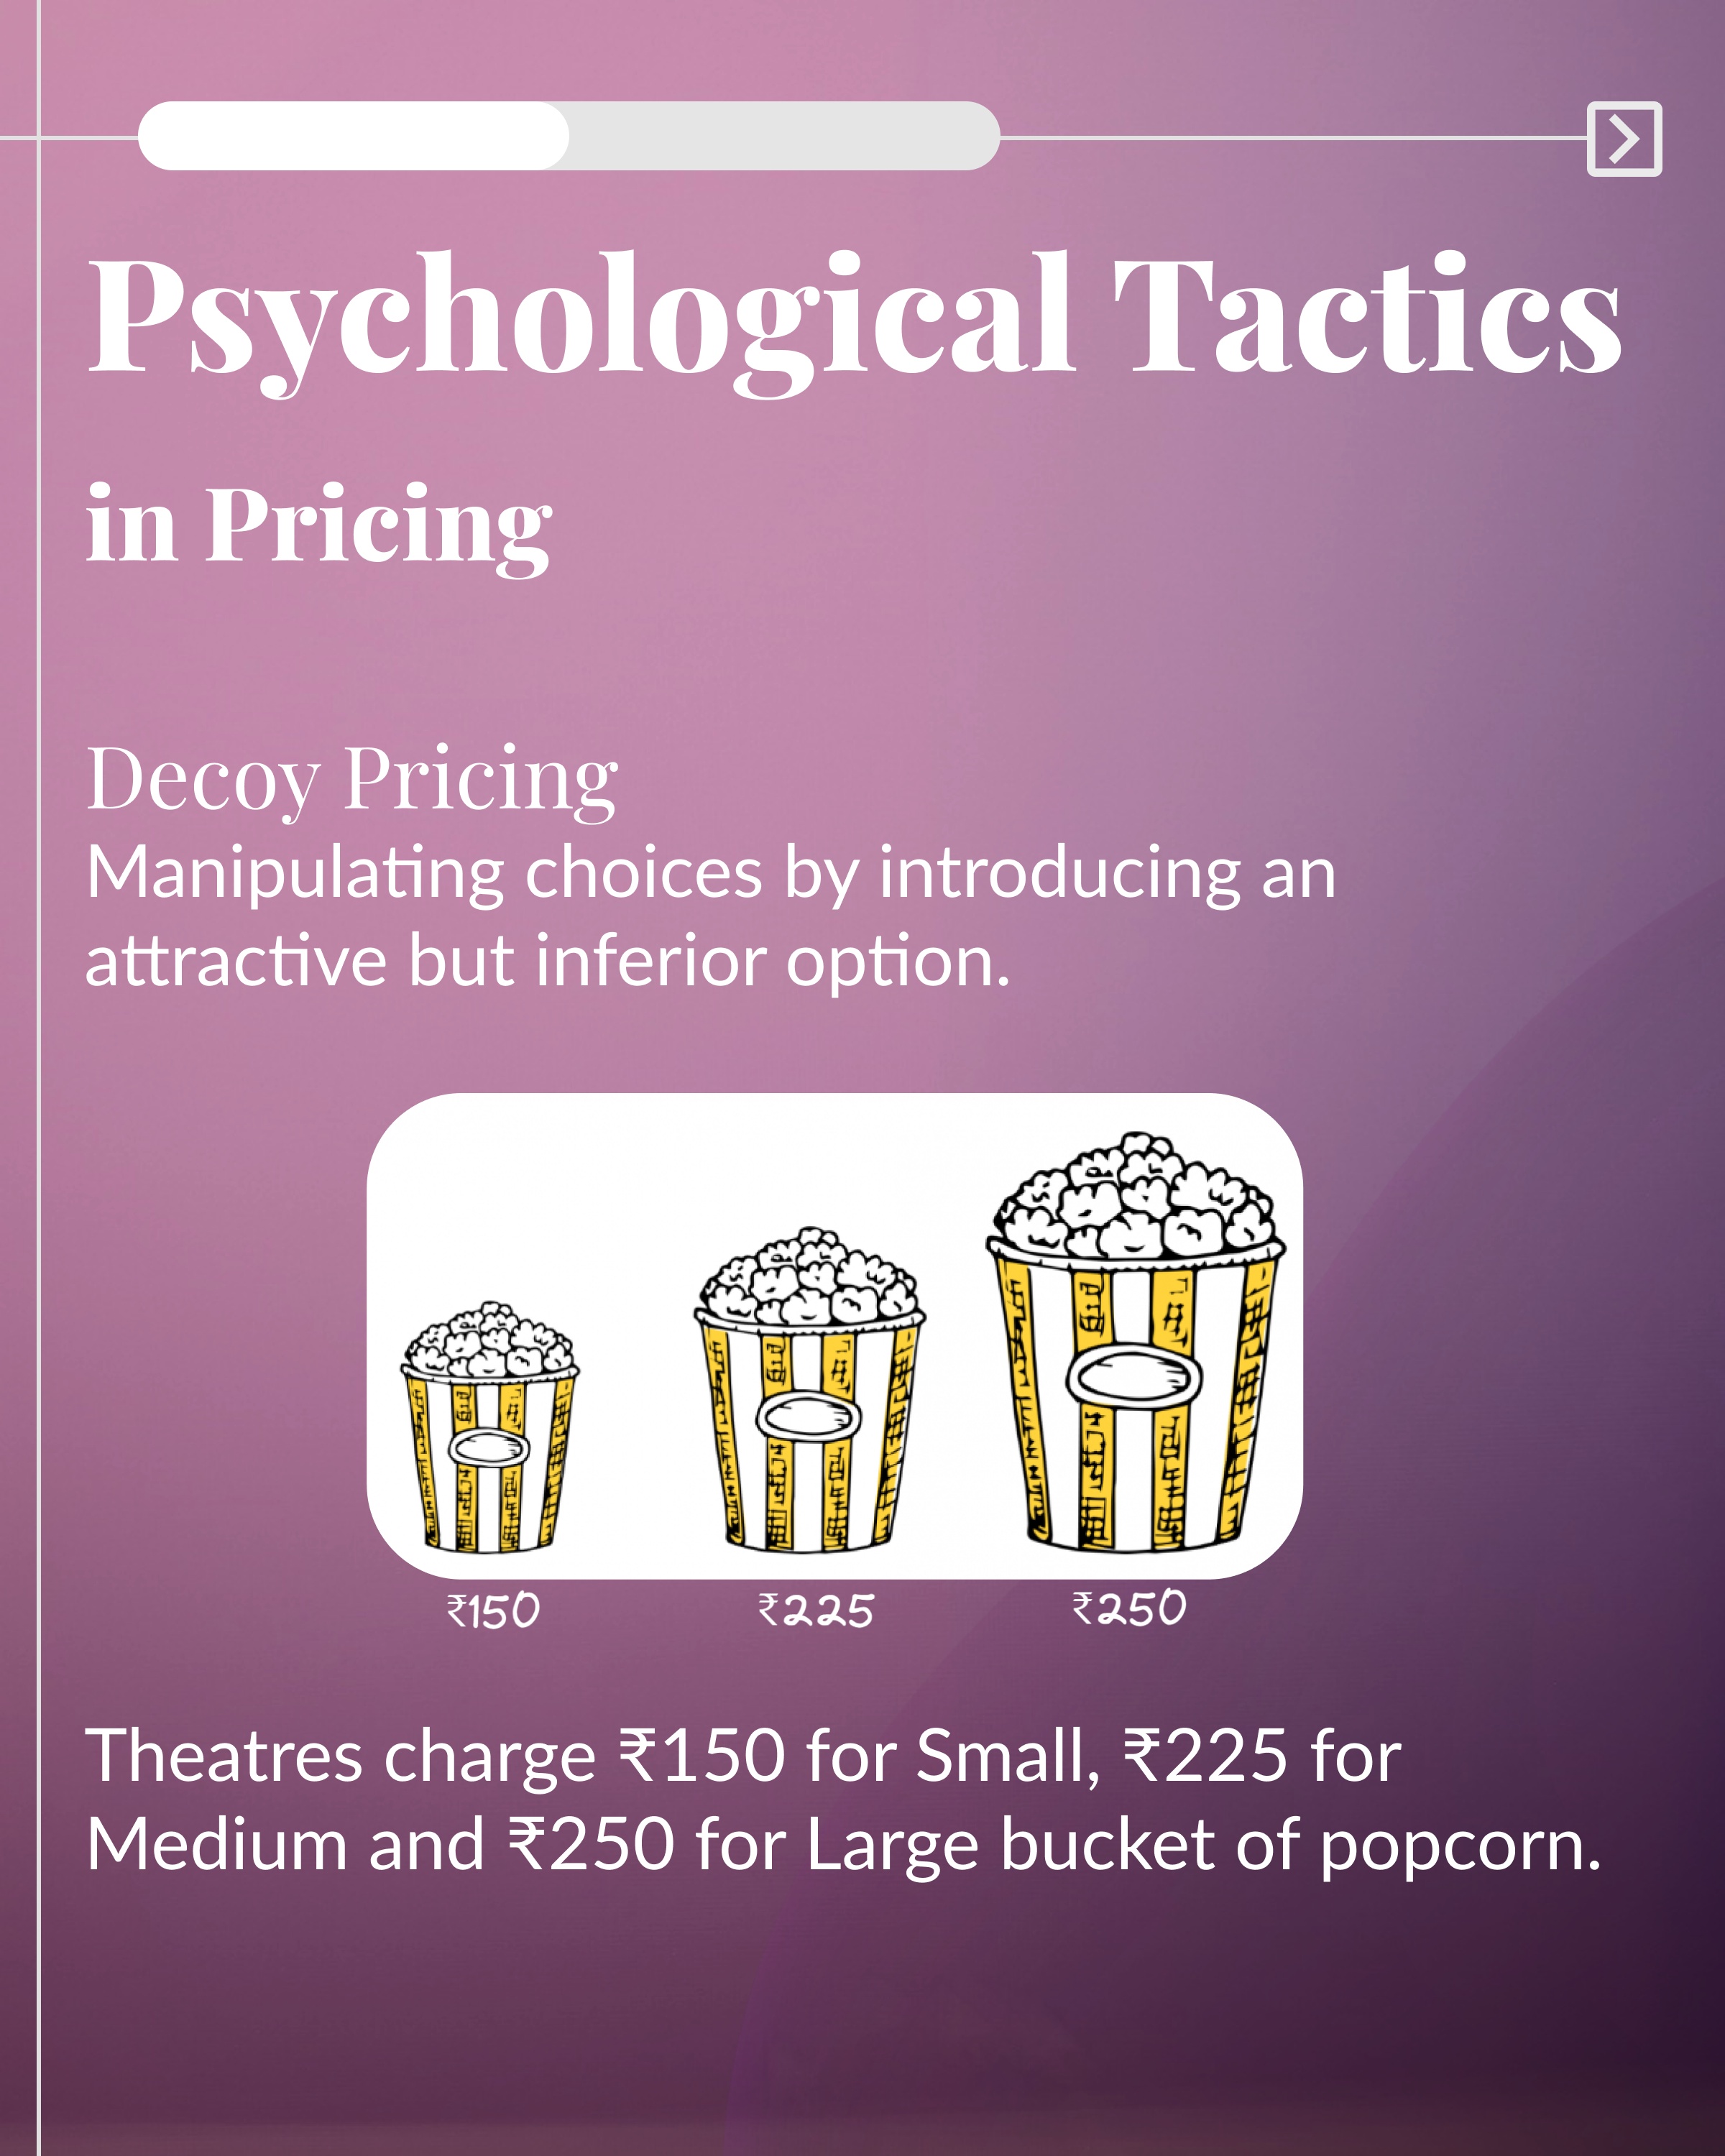 Psychological Tactics
in Pricing
Decoy Pricing
Manipulating choices by introducing an
attractive but inferior option.
₹150 ₹225 ₹250
Theatres charge ₹150 for Small, ₹225 for
Medium and ₹250 for Large bucket of popcorn.